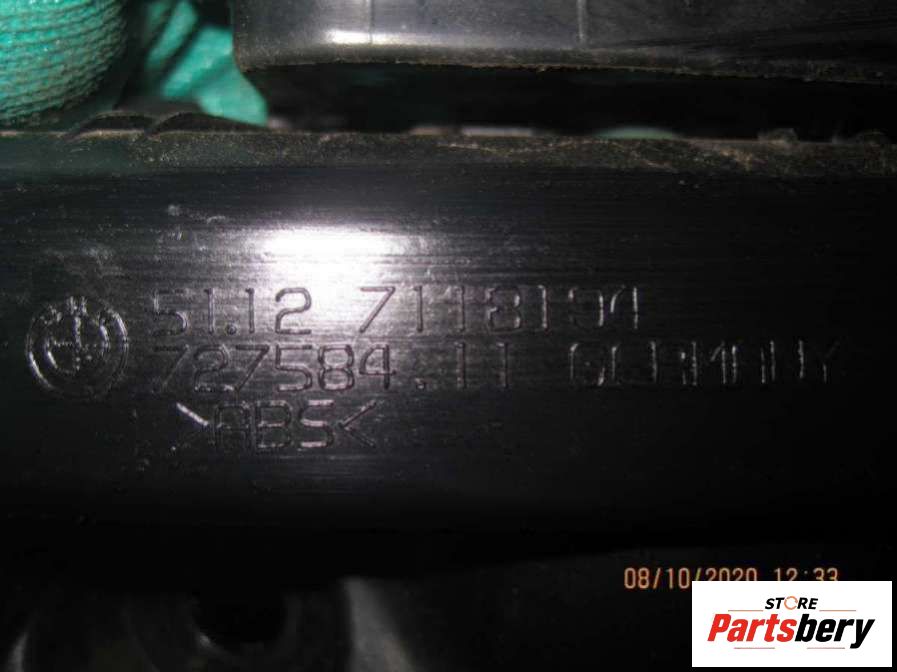 51.12 7118194
727584.11 GERMANY
>ABS<
08/10/2020 12:33
STORE
Partsbery